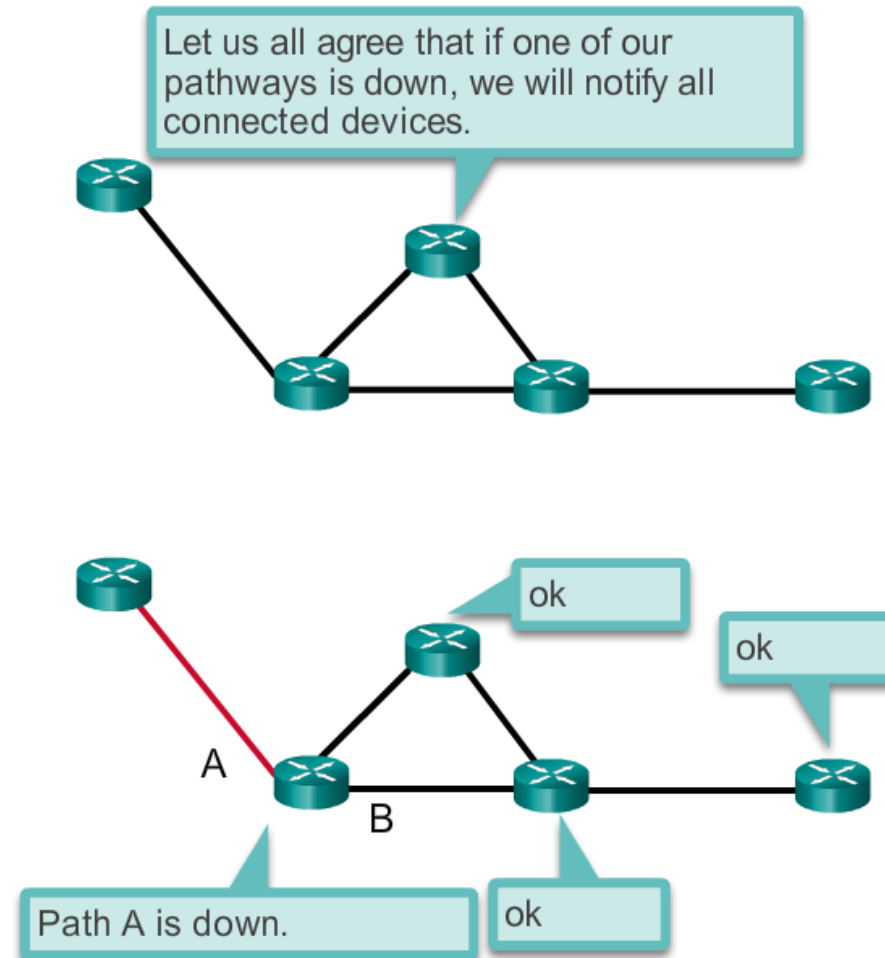 Let us all agree that if one of our
pathways is down, we will notify all
connected devices.
ok
ok
A
B
Path A is down.
ok